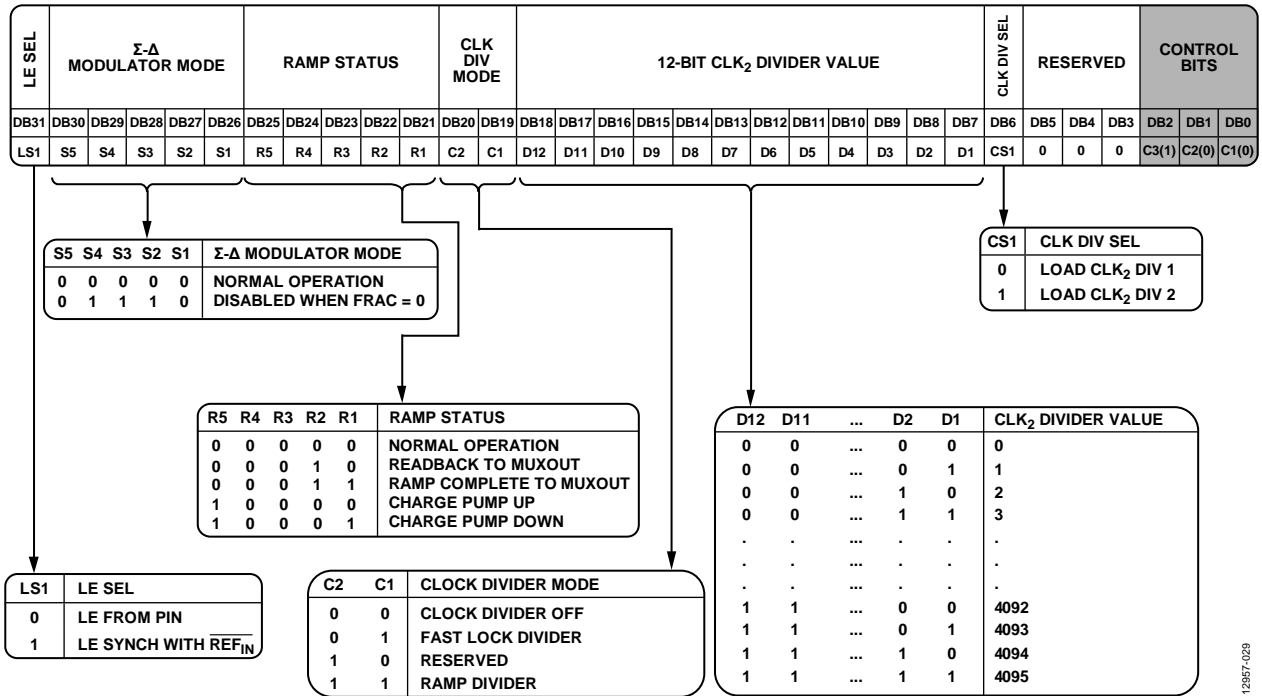 LE SEL
Σ-Δ
MODULATOR MODE
RAMP STATUS
CLK
DIV
MODE
12-BIT CLK₂ DIVIDER VALUE
CLK DIV SEL
RESERVED
CONTROL
BITS
DB31 DB30 DB29 DB28 DB27 DB26 DB25 DB24 DB23 DB22 DB21 DB20 DB19 DB18 DB17 DB16 DB15 DB14 DB13 DB12 DB11 DB10 DB9 DB8 DB7 DB6 DB5 DB4 DB3 DB2 DB1 DB0
LS1 S5 S4 S3 S2 S1 R5 R4 R3 R2 R1 C2 C1 D12 D11 D10 D9 D8 D7 D6 D5 D4 D3 D2 D1 CS1 0 0 0 C3(1) C2(0) C1(0)
S5 S4 S3 S2 S1 Σ-Δ MODULATOR MODE
0 0 0 0 0 NORMAL OPERATION
0 1 1 1 0 DISABLED WHEN FRAC = 0
CS1 CLK DIV SEL
0 LOAD CLK₂ DIV 1
1 LOAD CLK₂ DIV 2
R5 R4 R3 R2 R1 RAMP STATUS
0 0 0 0 0 NORMAL OPERATION
0 0 0 1 0 READBACK TO MUXOUT
0 0 0 1 1 RAMP COMPLETE TO MUXOUT
1 0 0 0 0 CHARGE PUMP UP
1 0 0 0 1 CHARGE PUMP DOWN
D12 D11 ... D2 D1 CLK₂ DIVIDER VALUE
0 0 ... 0 0 0
0 0 ... 0 1 1
0 0 ... 1 0 2
0 0 ... 1 1 3
. . ... . . .
. . ... . . .
. . ... . . .
1 1 ... 0 0 4092
1 1 ... 0 1 4093
1 1 ... 1 0 4094
1 1 ... 1 1 4095
LS1 LE SEL
0 LE FROM PIN
1 LE SYNCH WITH R̅E̅F̅I̅N̅
C2 C1 CLOCK DIVIDER MODE
0 0 CLOCK DIVIDER OFF
0 1 FAST LOCK DIVIDER
1 0 RESERVED
1 1 RAMP DIVIDER
12957-029